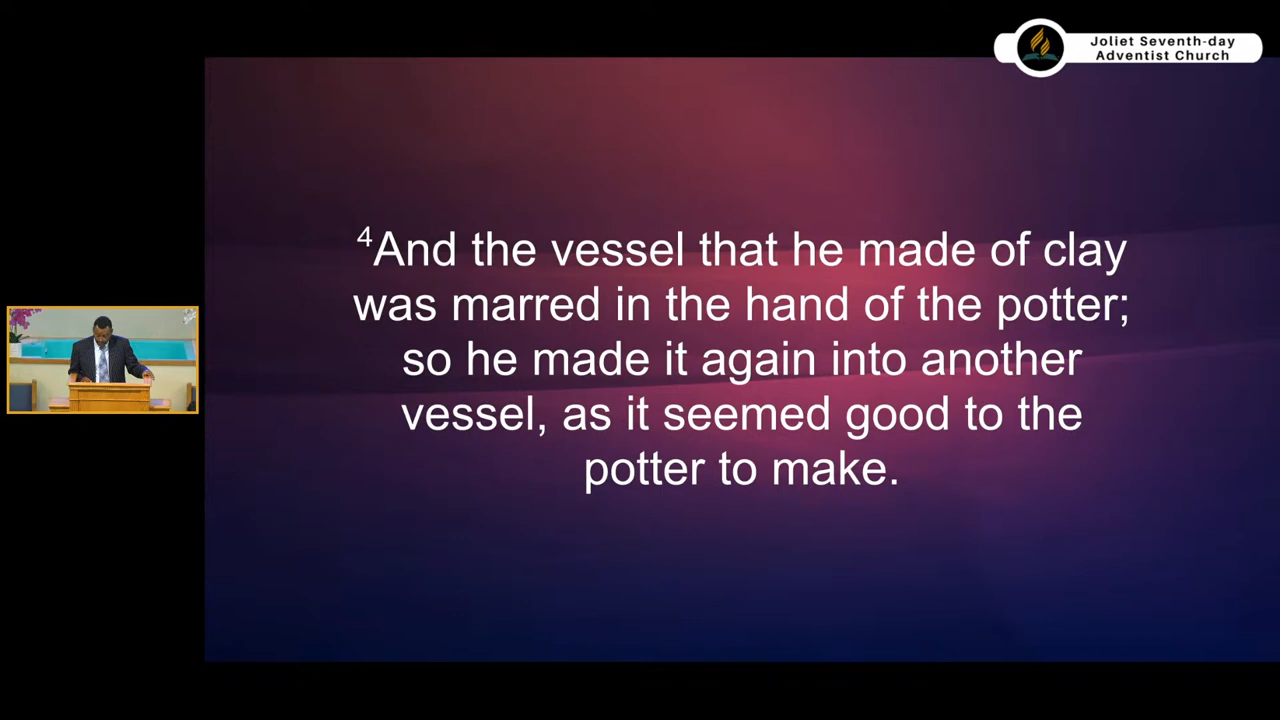 Joliet Seventh-day
Adventist Church
⁴And the vessel that he made of clay
was marred in the hand of the potter;
so he made it again into another
vessel, as it seemed good to the
potter to make.